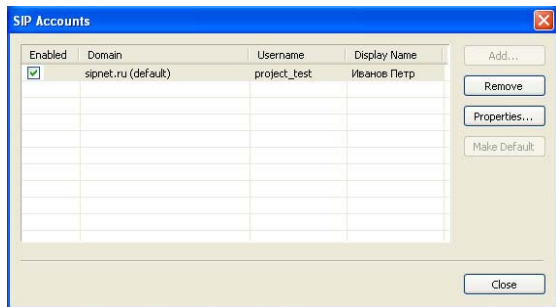 SIP Accounts
Enabled Domain Username Display Name
sipnet.ru (default) project_test Иванов Петр
Add...
Remove
Properties...
Make Default
Close